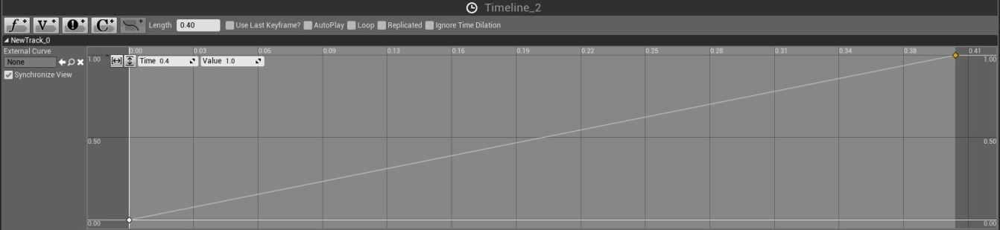 Timeline_2
f+ V+ !+ C+ Length 0.40 Use Last Keyframe? AutoPlay Loop Replicated Ignore Time Dilation
NewTrack_0
External Curve
None
Synchronize View
0.00 0.03 0.06 0.09 0.13 0.16 0.19 0.22 0.25 0.28 0.31 0.34 0.38 0.41
1.00 Time 0.4 Value 1.0 1.00
0.50 0.50
0.00 0.00